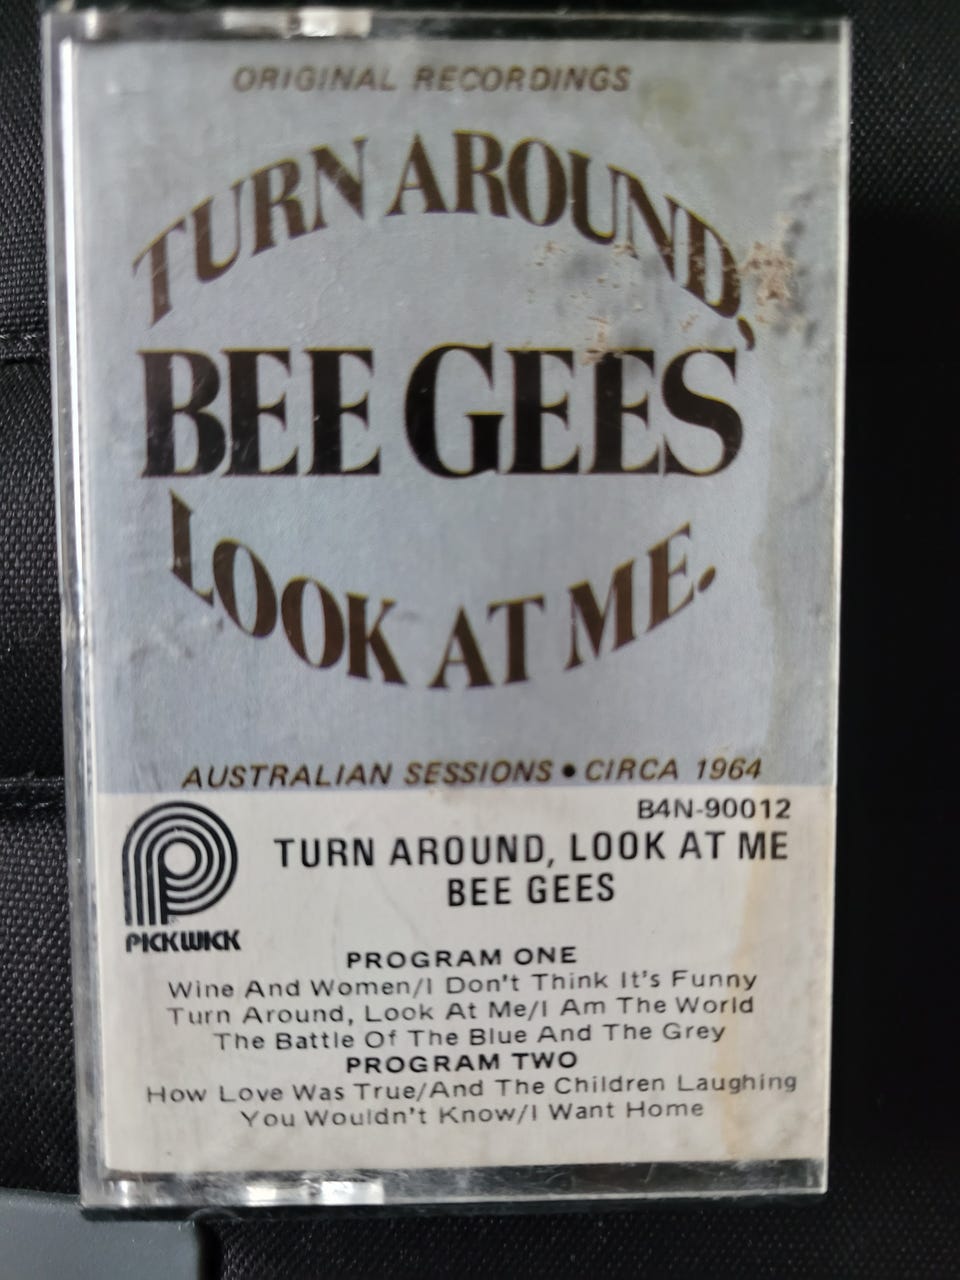 ORIGINAL RECORDINGS
TURN AROUND,
BEE GEES
LOOK AT ME.
AUSTRALIAN SESSIONS • CIRCA 1964
B4N-90012
TURN AROUND, LOOK AT ME
BEE GEES
PICKWICK
PROGRAM ONE
Wine And Women/I Don't Think It's Funny
Turn Around, Look At Me/I Am The World
The Battle Of The Blue And The Grey
PROGRAM TWO
How Love Was True/And The Children Laughing
You Wouldn't Know/I Want Home